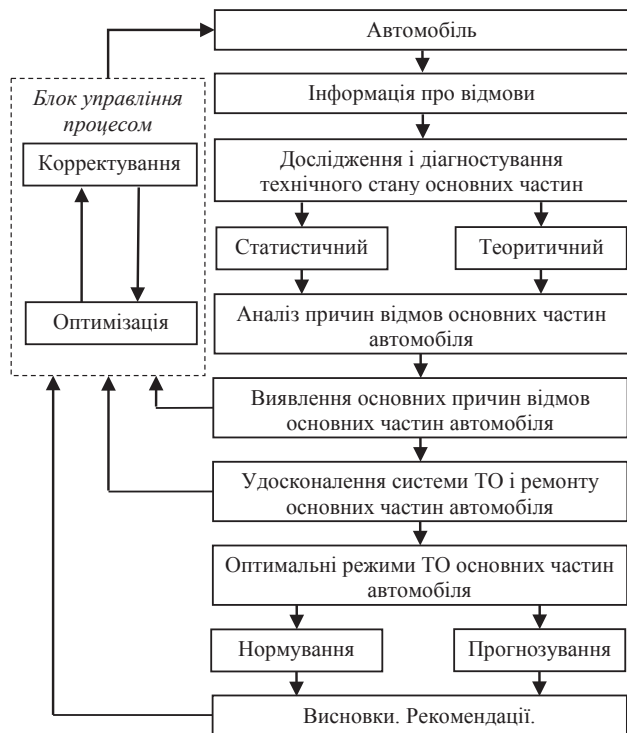 Автомобіль
Інформація про відмови
Блок управління
процесом
Корректування
Оптимізація
Дослідження і діагностування
технічного стану основних частин
Статистичний
Теоритичний
Аналіз причин відмов основних частин
автомобіля
Виявлення основних причин відмов
основних частин автомобіля
Удосконалення системи ТО і ремонту
основних частин автомобіля
Оптимальні режими ТО основних частин
автомобіля
Нормування
Прогнозування
Висновки. Рекомендації.